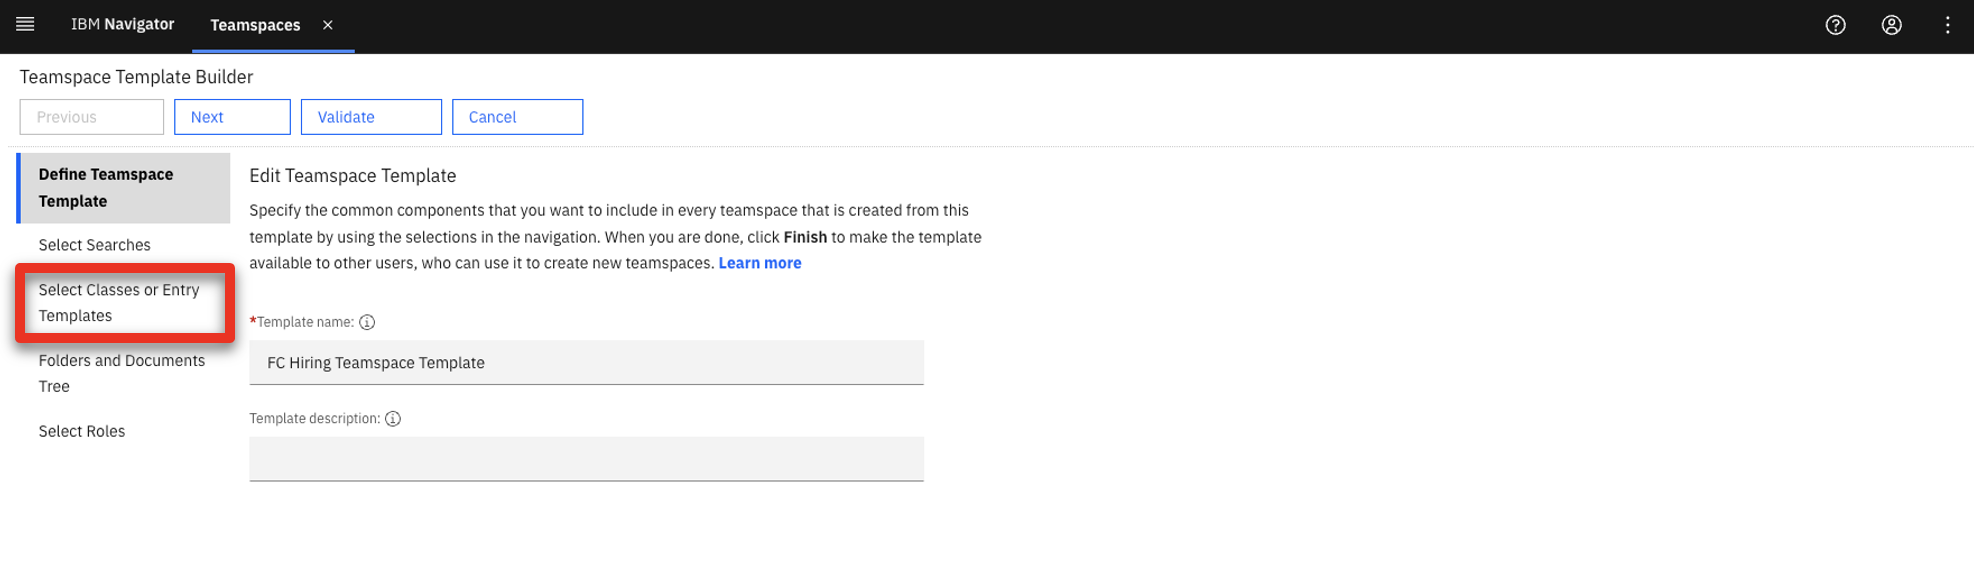 IBM Navigator
Teamspaces
Teamspace Template Builder
Previous
Next
Validate
Cancel
Define Teamspace
Template
Select Searches
Select Classes or Entry
Templates
Folders and Documents
Tree
Select Roles
Edit Teamspace Template
Specify the common components that you want to include in every teamspace that is created from this
template by using the selections in the navigation. When you are done, click Finish to make the template
available to other users, who can use it to create new teamspaces. Learn more
*Template name:
FC Hiring Teamspace Template
Template description: